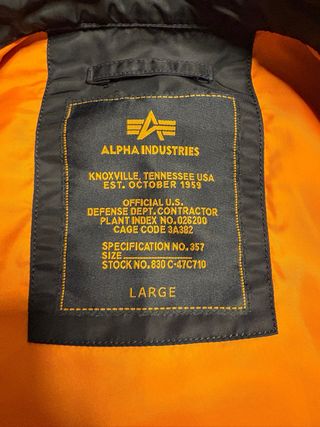 ALPHA INDUSTRIES
KNOXVILLE, TENNESSEE USA
EST. OCTOBER 1959
OFFICIAL U.S.
DEFENSE DEPT. CONTRACTOR
PLANT INDEX NO. 026200
CAGE CODE 3A382
SPECIFICATION NO. 357
SIZE
STOCK NO. 830 C-47C710
LARGE